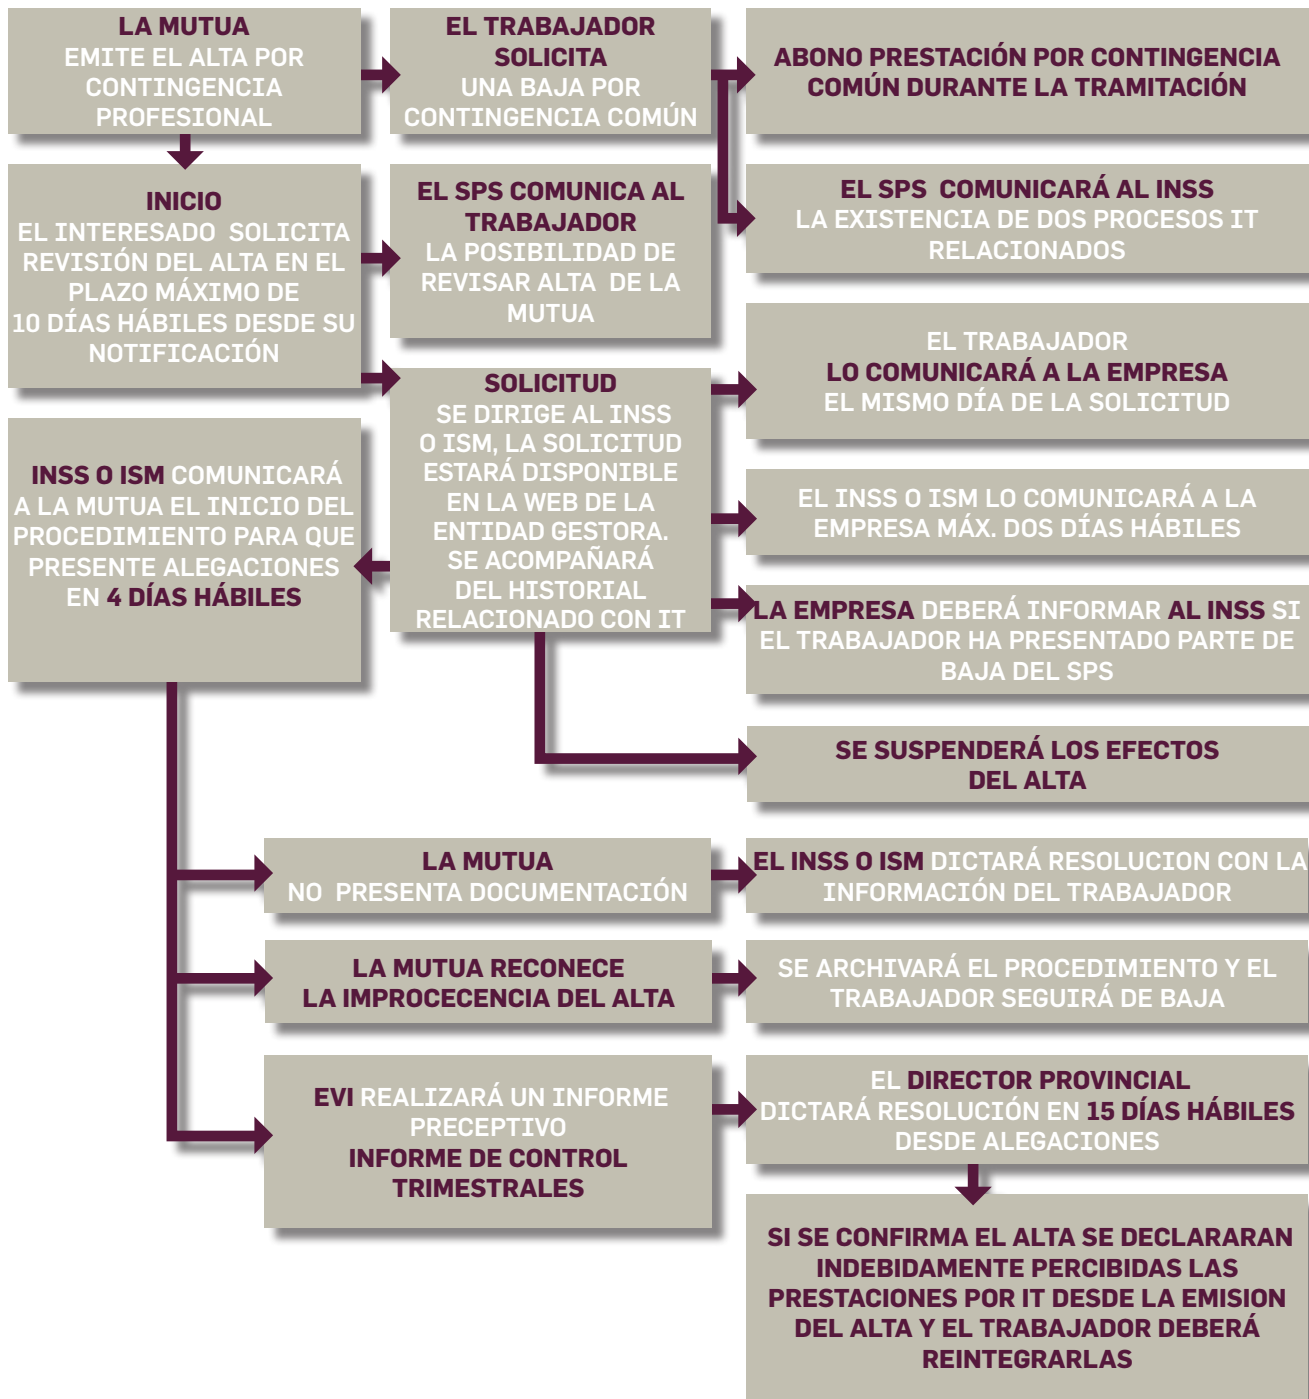 LA MUTUA
EMITE EL ALTA POR
CONTINGENCIA
PROFESIONAL
EL TRABAJADOR
SOLICITA
UNA BAJA POR
CONTINGENCIA COMÚN
ABONO PRESTACIÓN POR CONTINGENCIA
COMÚN DURANTE LA TRAMITACIÓN
INICIO
EL INTERESADO SOLICITA
REVISIÓN DEL ALTA EN EL
PLAZO MÁXIMO DE
10 DÍAS HÁBILES DESDE SU
NOTIFICACIÓN
EL SPS COMUNICA AL
TRABAJADOR
LA POSIBILIDAD DE
REVISAR ALTA DE LA
MUTUA
EL SPS COMUNICARÁ AL INSS
LA EXISTENCIA DE DOS PROCESOS IT
RELACIONADOS
SOLICITUD
SE DIRIGE AL INSS
O ISM, LA SOLICITUD
ESTARÁ DISPONIBLE
EN LA WEB DE LA
ENTIDAD GESTORA.
SE ACOMPAÑARÁ
DEL HISTORIAL
RELACIONADO CON IT
EL TRABAJADOR
LO COMUNICARÁ A LA EMPRESA
EL MISMO DÍA DE LA SOLICITUD
INSS O ISM COMUNICARÁ
A LA MUTUA EL INICIO DEL
PROCEDIMIENTO PARA QUE
PRESENTE ALEGACIONES
EN 4 DÍAS HÁBILES
EL INSS O ISM LO COMUNICARÁ A LA
EMPRESA MÁX. DOS DÍAS HÁBILES
LA EMPRESA DEBERÁ INFORMAR AL INSS SI
EL TRABAJADOR HA PRESENTADO PARTE DE
BAJA DEL SPS
SE SUSPENDERÁ LOS EFECTOS
DEL ALTA
LA MUTUA
NO PRESENTA DOCUMENTACIÓN
EL INSS O ISM DICTARÁ RESOLUCION CON LA
INFORMACIÓN DEL TRABAJADOR
LA MUTUA RECONECE
LA IMPROCECENCIA DEL ALTA
SE ARCHIVARÁ EL PROCEDIMIENTO Y EL
TRABAJADOR SEGUIRÁ DE BAJA
EVI REALIZARÁ UN INFORME
PRECEPTIVO
INFORME DE CONTROL
TRIMESTRALES
EL DIRECTOR PROVINCIAL
DICTARÁ RESOLUCIÓN EN 15 DÍAS HÁBILES
DESDE ALEGACIONES
SI SE CONFIRMA EL ALTA SE DECLARARAN
INDEBIDAMENTE PERCIBIDAS LAS
PRESTACIONES POR IT DESDE LA EMISION
DEL ALTA Y EL TRABAJADOR DEBERÁ
REINTEGRARLAS